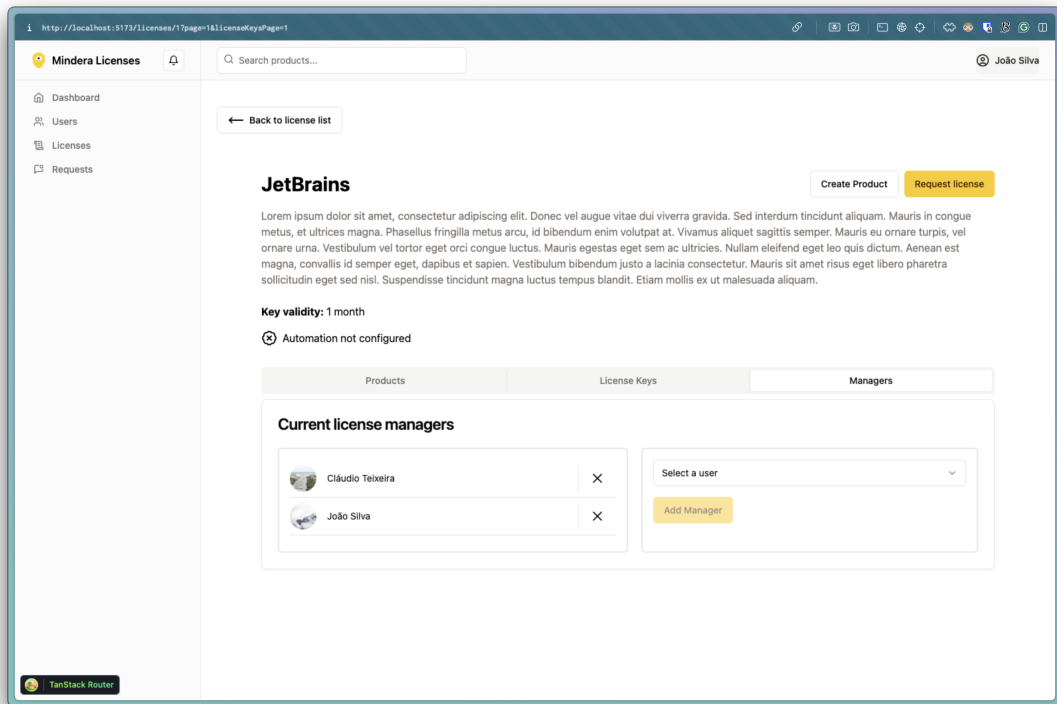 http://localhost:5173/licenses/1?page=1&licenseKeysPage=1
Mindera Licenses
Search products...
João Silva
Dashboard
Users
Licenses
Requests
Back to license list
JetBrains
Create Product
Request license
Lorem ipsum dolor sit amet, consectetur adipiscing elit. Donec vel augue vitae dui viverra gravida. Sed interdum tincidunt aliquam. Mauris in congue
metus, et ultrices magna. Phasellus fringilla metus arcu, id bibendum enim volutpat at. Vivamus aliquet sagittis semper. Mauris eu ornare turpis, vel
ornare urna. Vestibulum vel tortor eget orci congue luctus. Mauris egestas eget sem ac ultricies. Nullam eleifend eget leo quis dictum. Aenean est
magna, convallis id semper eget, dapibus et sapien. Vestibulum bibendum justo a lacinia consectetur. Mauris sit amet risus eget libero pharetra
sollicitudin eget sed nisl. Suspendisse tincidunt magna luctus tempus blandit. Etiam mollis ex ut malesuada aliquam.
Key validity: 1 month
Automation not configured
Products
License Keys
Managers
Current license managers
Cláudio Teixeira
João Silva
Select a user
Add Manager
TanStack Router